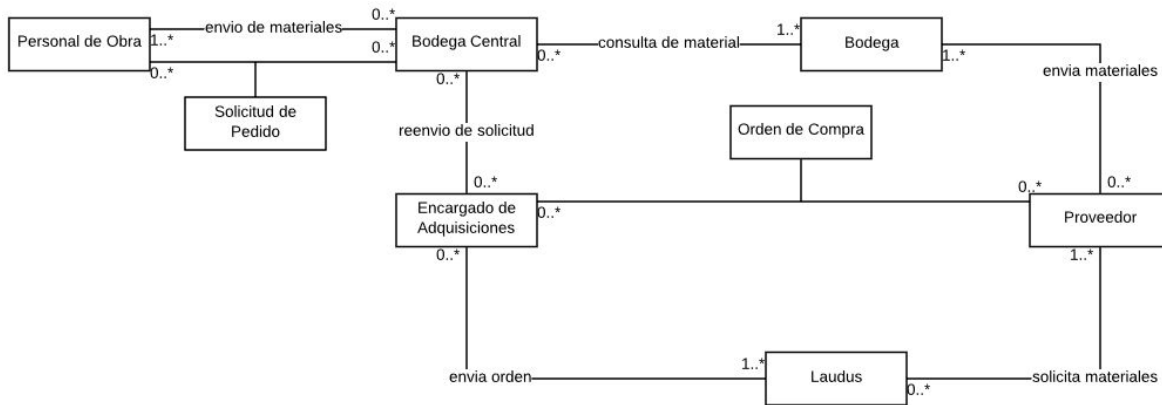 envio de materiales
0..*
1..*
Personal de Obra
Bodega Central
1..*
consulta de material
Bodega
0..*
0..*
0..*
0..*
1..*
envia materiales
Solicitud de
Pedido
Orden de Compra
reenvio de solicitud
0..*
0..*
0..*
Encargado de
Adquisiciones
0..*
Proveedor
0..*
1..*
envia orden
1..*
Laudus
0..*
solicita materiales